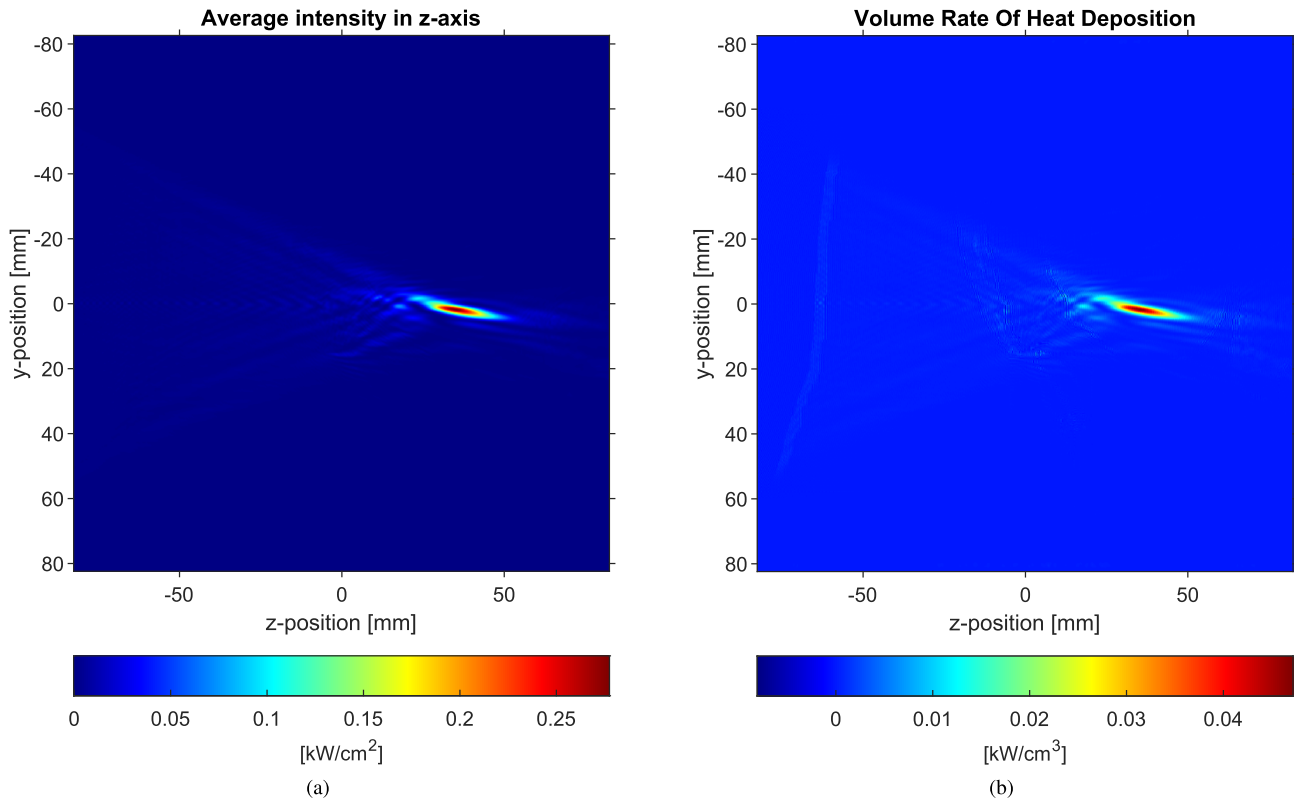 Average intensity in z-axis
-80
-60
-40
-20
0
20
40
60
80
y-position [mm]
-50 0 50
z-position [mm]
0 0.05 0.1 0.15 0.2 0.25
[kW/cm²]
(a)
Volume Rate Of Heat Deposition
-80
-60
-40
-20
0
20
40
60
80
y-position [mm]
-50 0 50
z-position [mm]
0 0.01 0.02 0.03 0.04
[kW/cm³]
(b)